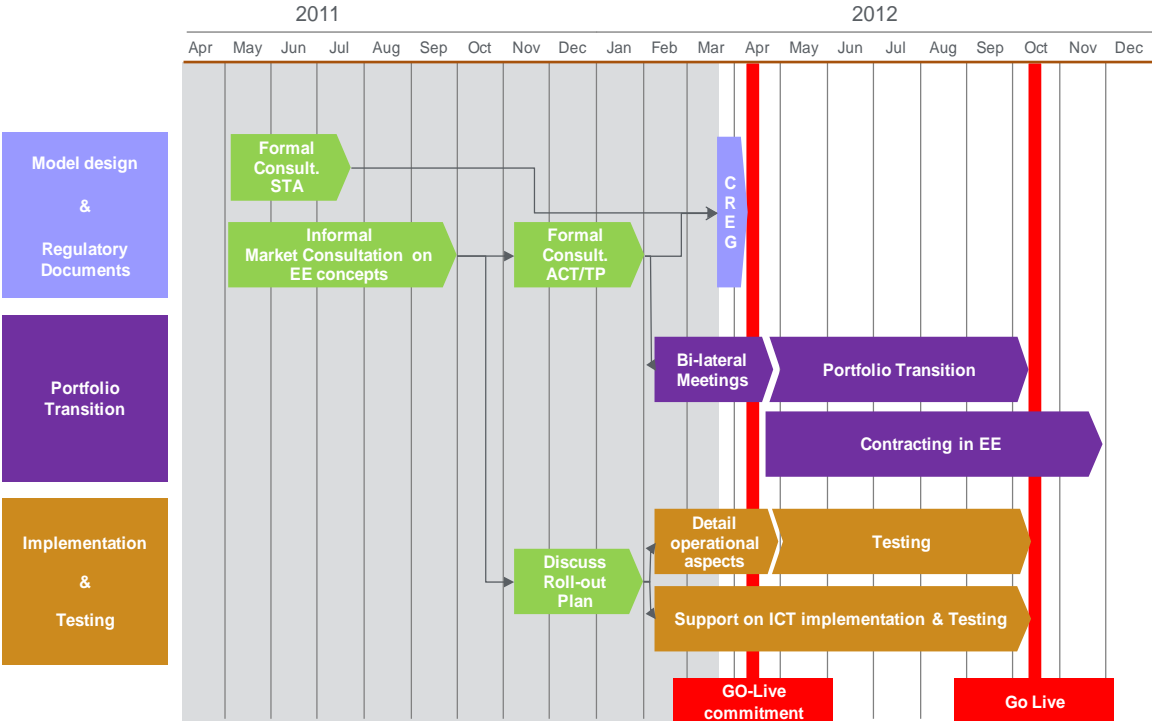 2011
2012
Apr May Jun Jul Aug Sep Oct Nov Dec Jan Feb Mar Apr May Jun Jul Aug Sep Oct Nov Dec
Model design
&
Regulatory
Documents
Formal
Consult.
STA
Informal
Market Consultation on
EE concepts
Formal
Consult.
ACT/TP
C
R
E
G
Portfolio
Transition
Bi-lateral
Meetings
Portfolio Transition
Contracting in EE
Implementation
&
Testing
Discuss
Roll-out
Plan
Detail
operational
aspects
Testing
Support on ICT implementation & Testing
GO-Live
commitment
Go Live